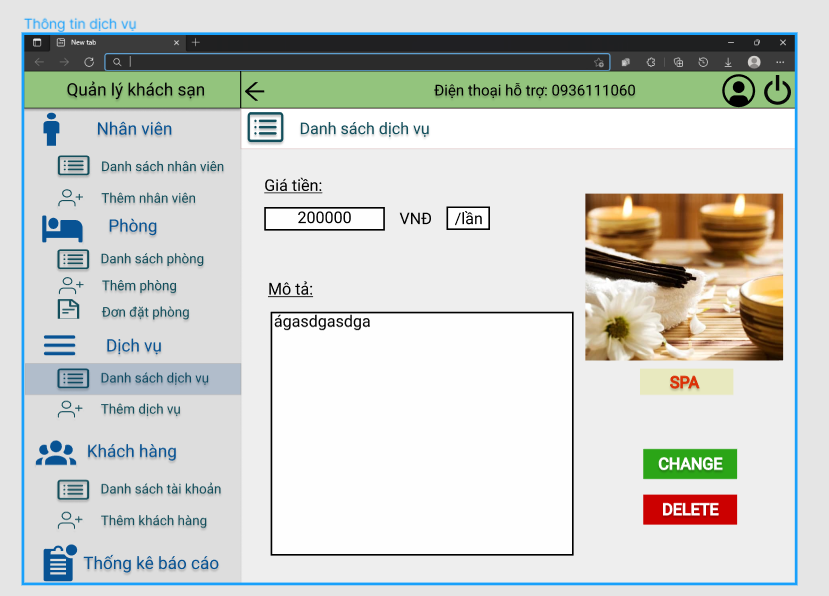 Thông tin dịch vụ
New tab
Quản lý khách sạn
Điện thoại hỗ trợ: 0936111060
Nhân viên
Danh sách nhân viên
Thêm nhân viên
Phòng
Danh sách phòng
Thêm phòng
Đơn đặt phòng
Dịch vụ
Danh sách dịch vụ
Thêm dịch vụ
Khách hàng
Danh sách tài khoản
Thêm khách hàng
Thống kê báo cáo
Danh sách dịch vụ
Giá tiền:
200000 VNĐ /lần
Mô tả:
ágasdgasdga
SPA
CHANGE
DELETE